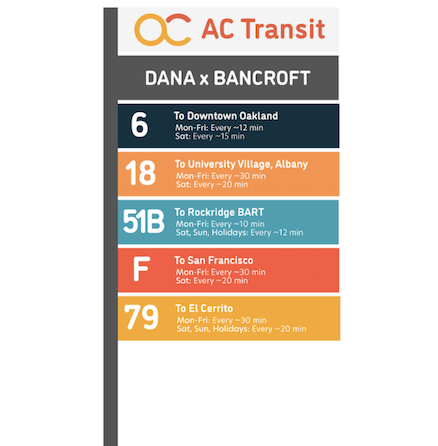 AC Transit
DANA x BANCROFT
6
To Downtown Oakland
Mon-Fri: Every ~12 min
Sat: Every ~15 min
18
To University Village, Albany
Mon-Fri: Every ~30 min
Sat: Every ~20 min
51B
To Rockridge BART
Mon-Fri: Every ~10 min
Sat, Sun, Holidays: Every ~12 min
F
To San Francisco
Mon-Fri: Every ~30 min
Sat: Every ~20 min
79
To El Cerrito
Mon-Fri: Every ~30 min
Sat, Sun, Holidays: Every ~20 min